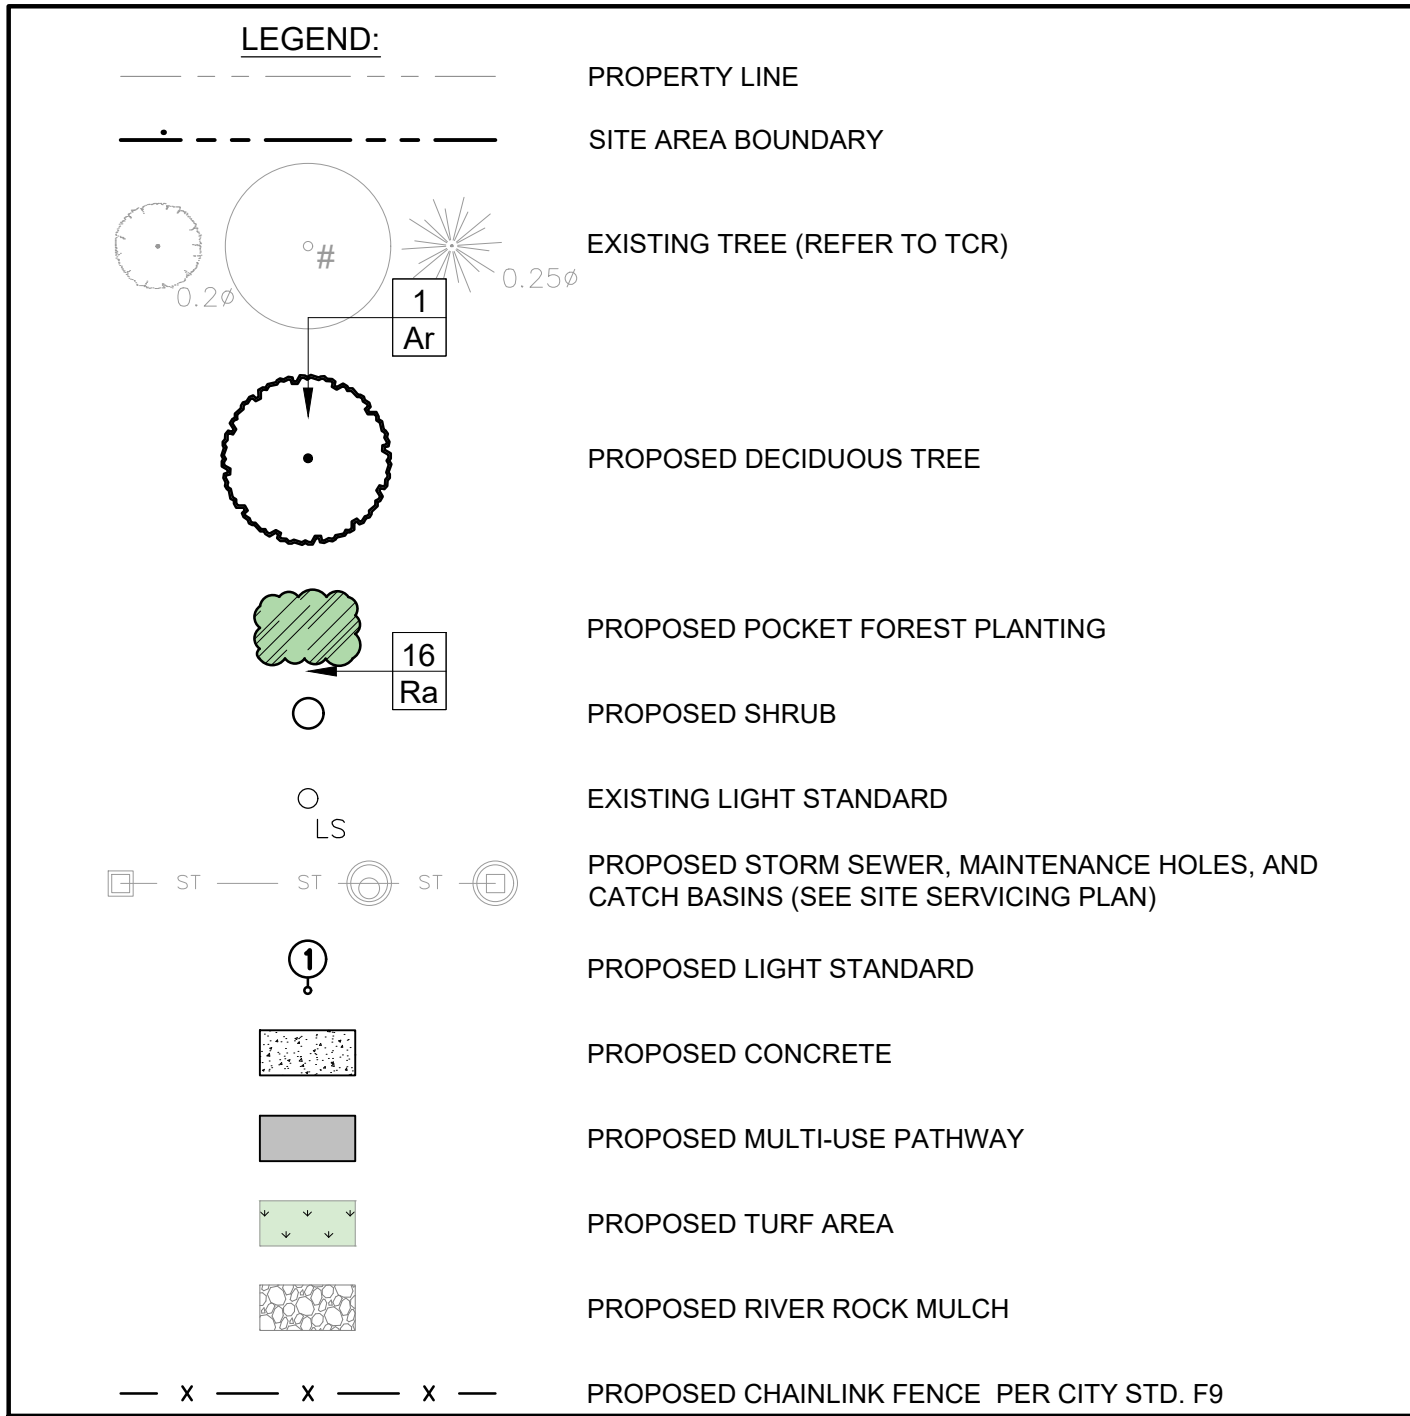 LEGEND:
PROPERTY LINE
SITE AREA BOUNDARY
#
0.2ø
0.25ø
EXISTING TREE (REFER TO TCR)
1
Ar
PROPOSED DECIDUOUS TREE
PROPOSED POCKET FOREST PLANTING
16
Ra
PROPOSED SHRUB
EXISTING LIGHT STANDARD
LS
ST ST ST
PROPOSED STORM SEWER, MAINTENANCE HOLES, AND
CATCH BASINS (SEE SITE SERVICING PLAN)
1
PROPOSED LIGHT STANDARD
PROPOSED CONCRETE
PROPOSED MULTI-USE PATHWAY
PROPOSED TURF AREA
PROPOSED RIVER ROCK MULCH
X X X
PROPOSED CHAINLINK FENCE PER CITY STD. F9